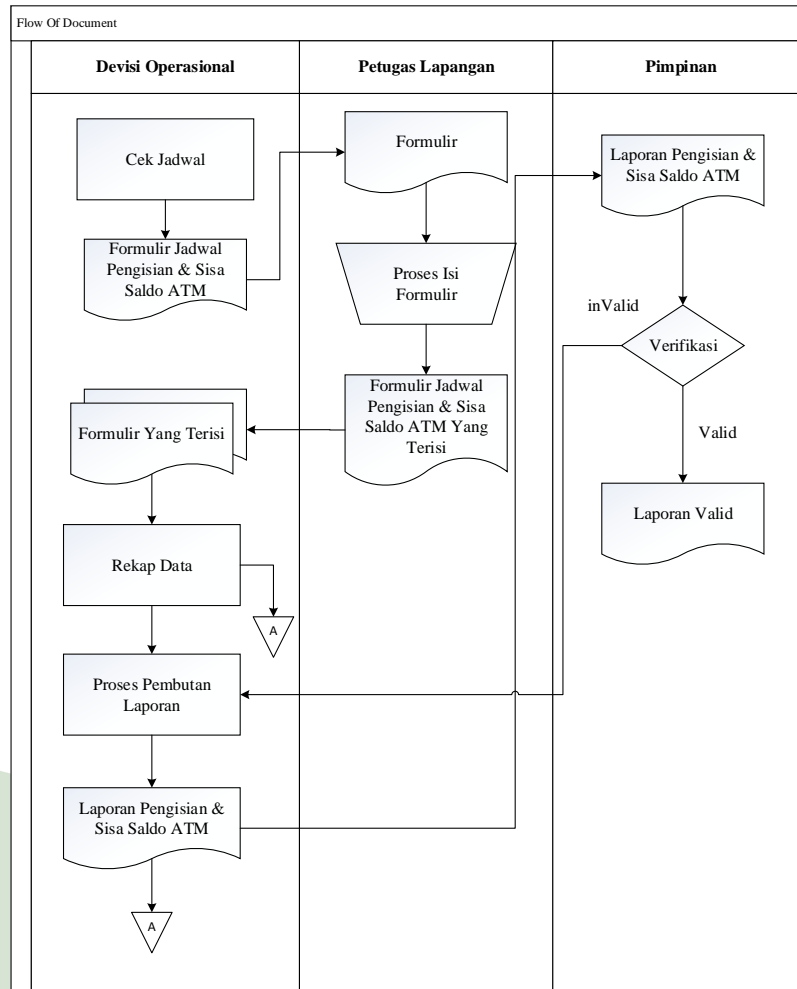 Flow Of Document
Devisi Operasional
Petugas Lapangan
Pimpinan
Cek Jadwal
Formulir Jadwal
Pengisian & Sisa
Saldo ATM
Formulir Yang Terisi
Rekap Data
A
Proses Pembutan
Laporan
Laporan Pengisian &
Sisa Saldo ATM
A
Formulir
Proses Isi
Formulir
Formulir Jadwal
Pengisian & Sisa
Saldo ATM Yang
Terisi
Laporan Pengisian &
Sisa Saldo ATM
inValid
Verifikasi
Valid
Laporan Valid